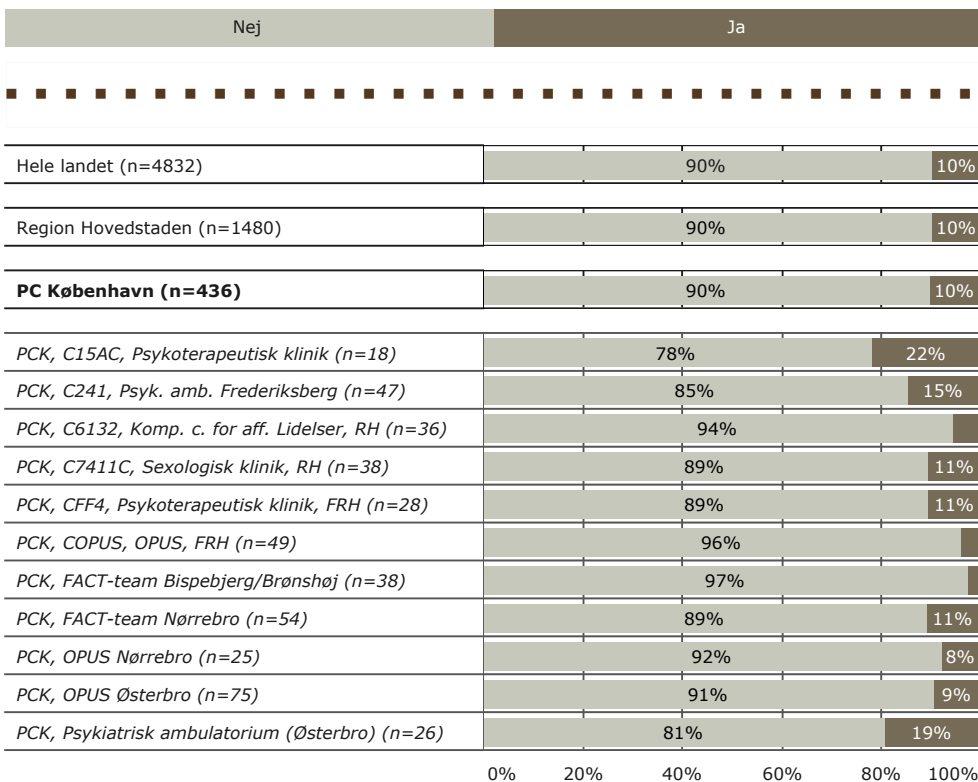 Nej Ja
Hele landet (n=4832) 90% 10%
Region Hovedstaden (n=1480) 90% 10%
PC København (n=436) 90% 10%
PCK, C15AC, Psykoterapeutisk klinik (n=18) 78% 22%
PCK, C241, Psyk. amb. Frederiksberg (n=47) 85% 15%
PCK, C6132, Komp. c. for aff. Lidelser, RH (n=36) 94%
PCK, C7411C, Sexologisk klinik, RH (n=38) 89% 11%
PCK, CFF4, Psykoterapeutisk klinik, FRH (n=28) 89% 11%
PCK, COPUS, OPUS, FRH (n=49) 96%
PCK, FACT-team Bispebjerg/Brønshøj (n=38) 97%
PCK, FACT-team Nørrebro (n=54) 89% 11%
PCK, OPUS Nørrebro (n=25) 92% 8%
PCK, OPUS Østerbro (n=75) 91% 9%
PCK, Psykiatrisk ambulatorium (Østerbro) (n=26) 81% 19%
0% 20% 40% 60% 80% 100%